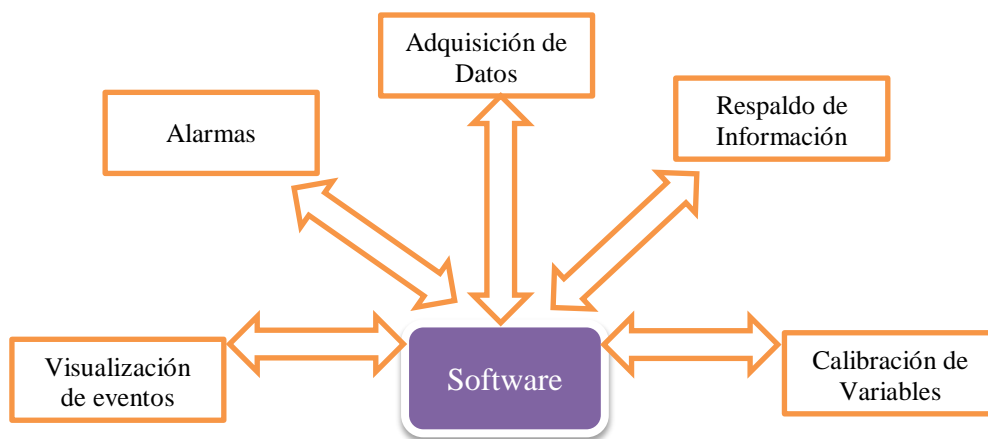 Adquisición de
Datos
Alarmas
Respaldo de
Información
Visualización
de eventos
Software
Calibración de
Variables